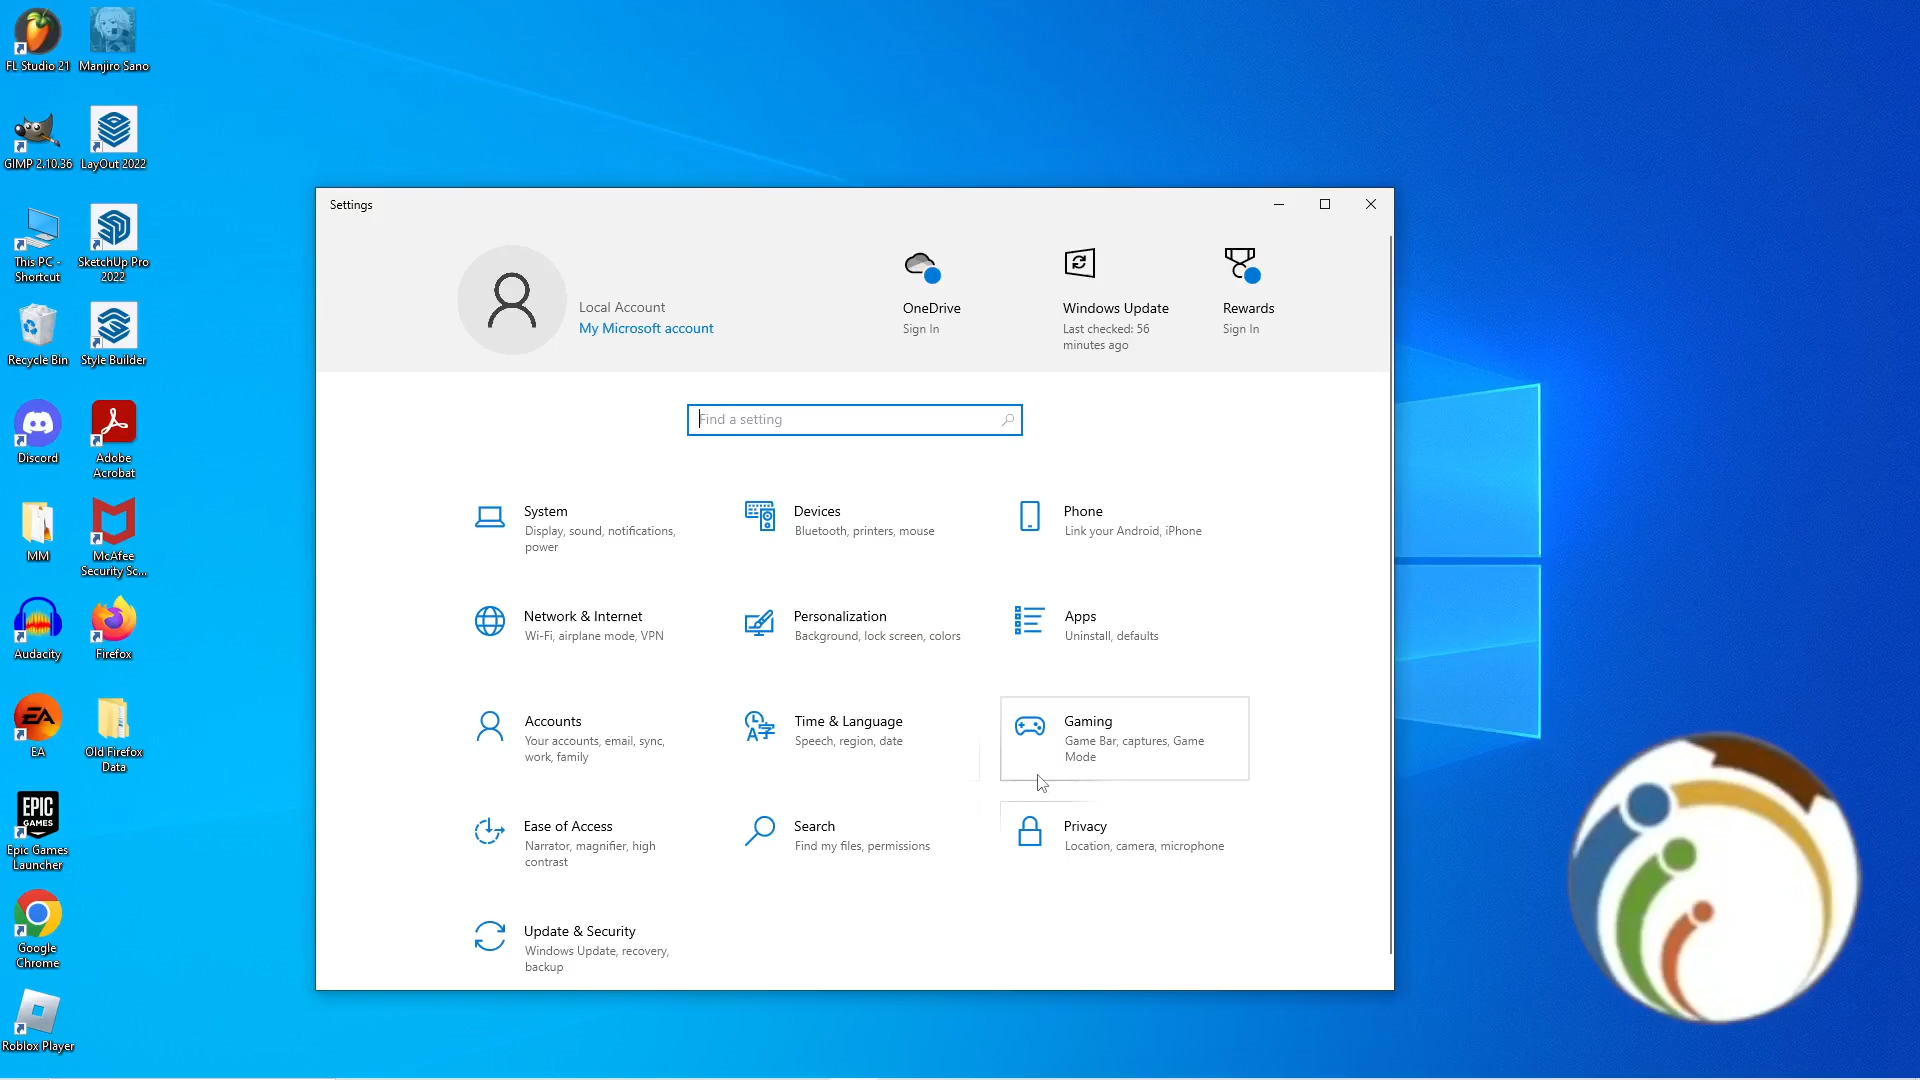 FL Studio 21
Manjiro Sano
GIMP 2.10.36
LayOut 2022
This PC -
Shortcut
SketchUp Pro
2022
Recycle Bin
Style Builder
Discord
Adobe
Acrobat
MM
McAfee
Security Sc...
Audacity
Firefox
EA
EA
Old Firefox
Data
EPIC
GAMES
Epic Games
Launcher
Google
Chrome
Roblox Player
Settings
Local Account
My Microsoft account
OneDrive
Sign In
Windows Update
Last checked: 56
minutes ago
Rewards
Sign In
Find a setting
System
Display, sound, notifications,
power
Devices
Bluetooth, printers, mouse
Phone
Link your Android, iPhone
Network & Internet
Wi-Fi, airplane mode, VPN
Personalization
Background, lock screen, colors
Apps
Uninstall, defaults
Accounts
Your accounts, email, sync,
work, family
A字
Time & Language
Speech, region, date
Gaming
Game Bar, captures, Game
Mode
Ease of Access
Narrator, magnifier, high
contrast
Search
Find my files, permissions
Privacy
Location, camera, microphone
Update & Security
Windows Update, recovery,
backup